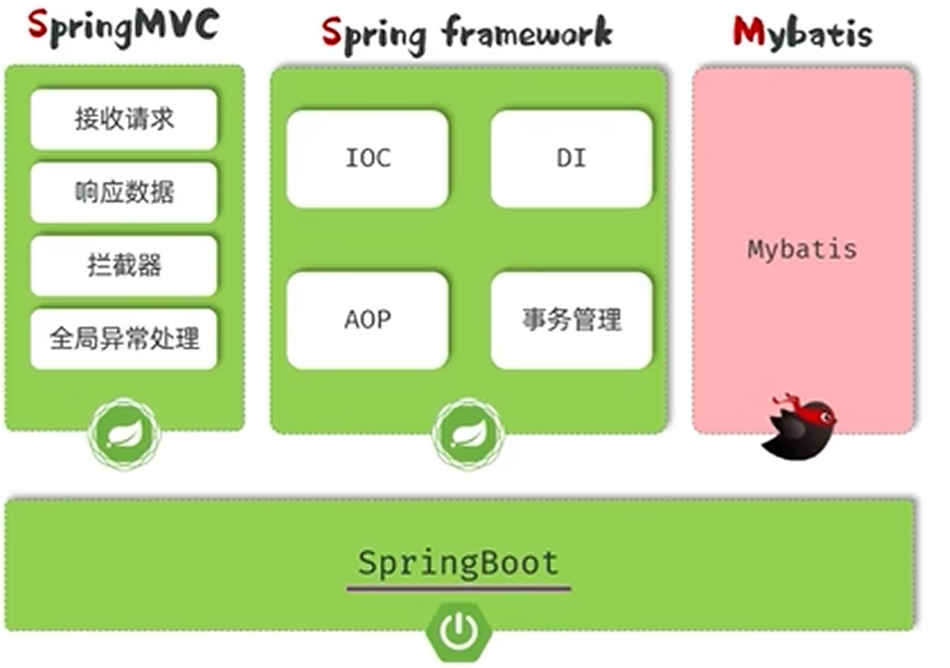 SpringMVC
接收请求
响应数据
拦截器
全局异常处理
Spring framework
IOC
DI
AOP
事务管理
Mybatis
Mybatis
SpringBoot